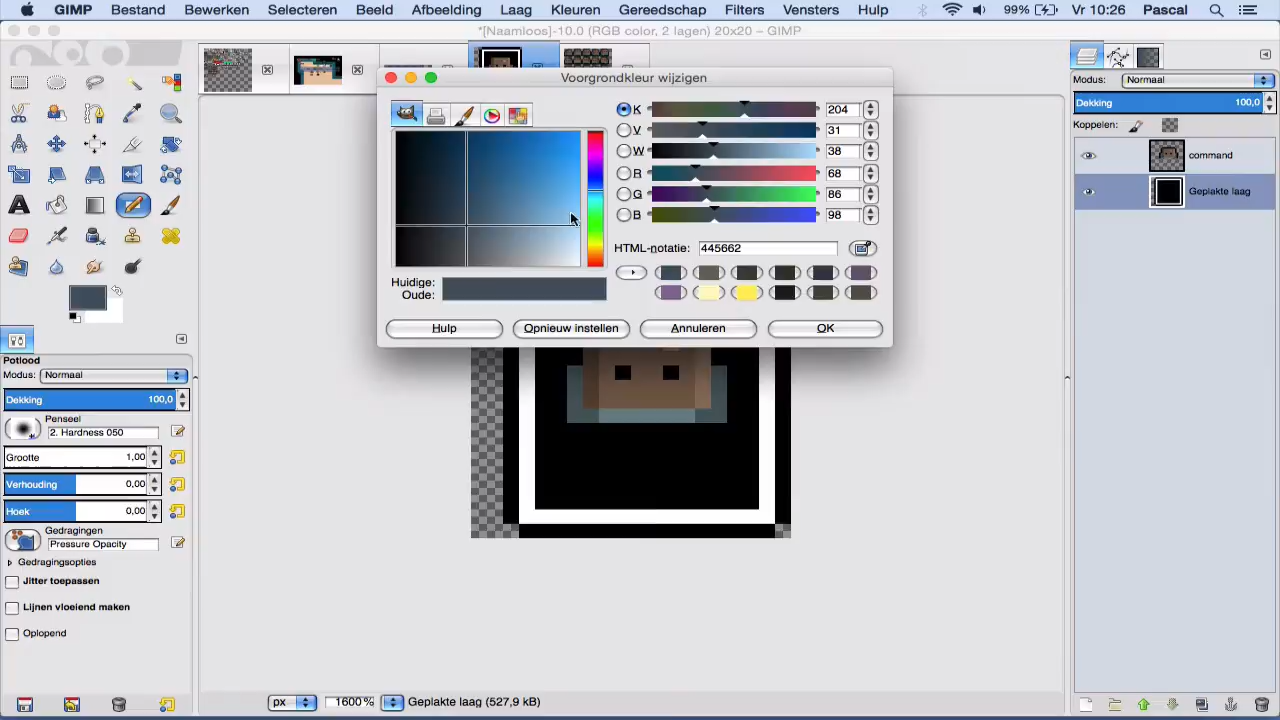 GIMP Bestand Bewerken Selecteren Beeld Afbeelding Laag Kleuren Gereedschap Filters Vensters Hulp 99% Vr 10:26 Pascal
*[Naamloos]-10.0 (RGB color, 2 lagen) 20x20 – GIMP
Voorgrondkleur wijzigen
Modus: Normaal
Dekking 100,0
Koppelen:
command
Geplakte laag
K 204
V 31
W 38
R 68
G 86
B 98
HTML-notatie: 445662
Huidige:
Oude:
Hulp Opnieuw instellen Annuleren OK
Potlood
Modus: Normaal
Dekking 100,0
Penseel
2. Hardness 050
Grootte 1,00
Verhouding 0,00
Hoek 0,00
Gedragingen
Pressure Opacity
Gedragingsopties
Jitter toepassen
Lijnen vloeiend maken
Oplopend
px 1600% Geplakte laag (527,9 kB)